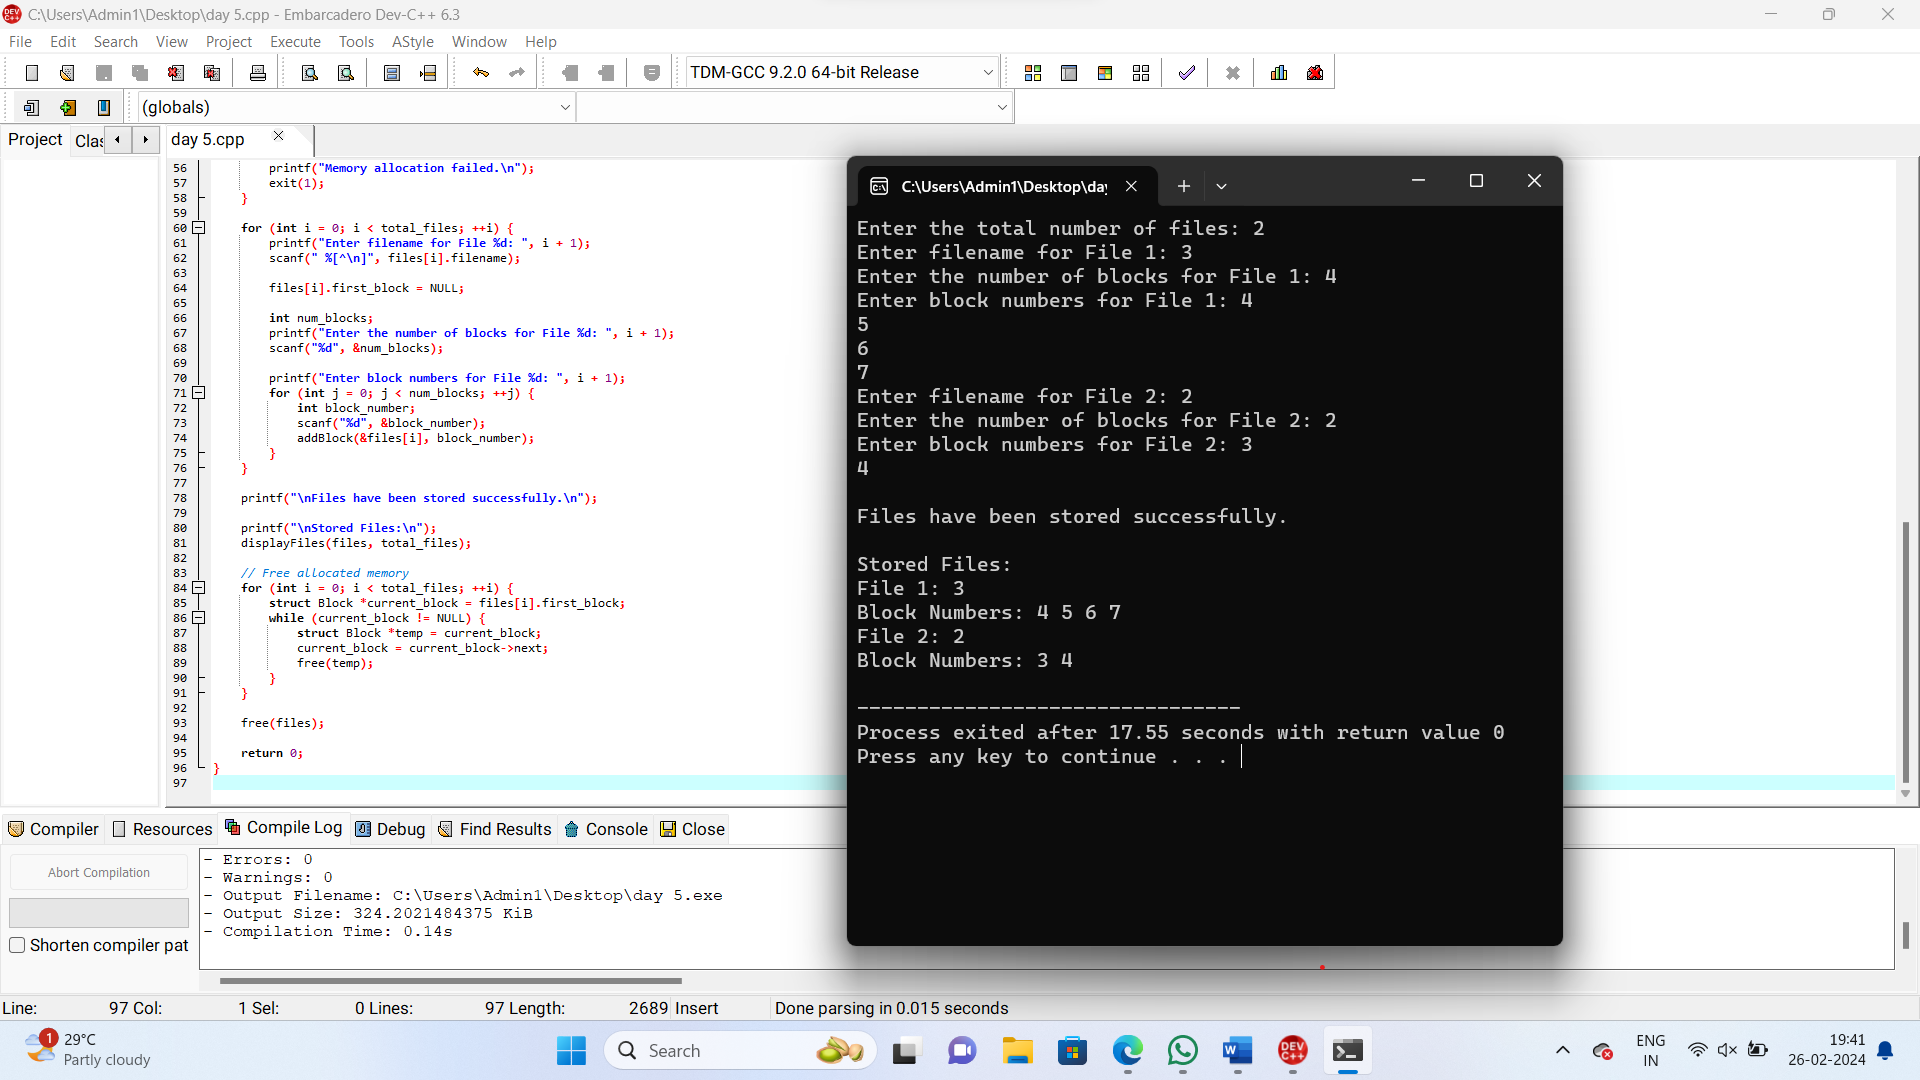 C:\Users\Admin1\Desktop\day 5.cpp - Embarcadero Dev-C++ 6.3
File Edit Search View Project Execute Tools AStyle Window Help
TDM-GCC 9.2.0 64-bit Release
(globals)
Project Clas
day 5.cpp
56 printf("Memory allocation failed.\n");
57 exit(1);
58 }
59
60 for (int i = 0; i < total_files; ++i) {
61 printf("Enter filename for File %d: ", i + 1);
62 scanf(" %[^\n]", files[i].filename);
63
64 files[i].first_block = NULL;
65
66 int num_blocks;
67 printf("Enter the number of blocks for File %d: ", i + 1);
68 scanf("%d", &num_blocks);
69
70 printf("Enter block numbers for File %d: ", i + 1);
71 for (int j = 0; j < num_blocks; ++j) {
72 int block_number;
73 scanf("%d", &block_number);
74 addBlock(&files[i], block_number);
75 }
76 }
77
78 printf("\nFiles have been stored successfully.\n");
79
80 printf("\nStored Files:\n");
81 displayFiles(files, total_files);
82
83 // Free allocated memory
84 for (int i = 0; i < total_files; ++i) {
85 struct Block *current_block = files[i].first_block;
86 while (current_block != NULL) {
87 struct Block *temp = current_block;
88 current_block = current_block->next;
89 free(temp);
90 }
91 }
92
93 free(files);
94
95 return 0;
96 }
97
C:\Users\Admin1\Desktop\day
Enter the total number of files: 2
Enter filename for File 1: 3
Enter the number of blocks for File 1: 4
Enter block numbers for File 1: 4
5
6
7
Enter filename for File 2: 2
Enter the number of blocks for File 2: 2
Enter block numbers for File 2: 3
4
Files have been stored successfully.
Stored Files:
File 1: 3
Block Numbers: 4 5 6 7
File 2: 2
Block Numbers: 3 4
--------------------------------
Process exited after 17.55 seconds with return value 0
Press any key to continue . . .
Compiler Resources Compile Log Debug Find Results Console Close
Abort Compilation
Shorten compiler pat
- Errors: 0
- Warnings: 0
- Output Filename: C:\Users\Admin1\Desktop\day 5.exe
- Output Size: 324.2021484375 KiB
- Compilation Time: 0.14s
Line: 97 Col: 1 Sel: 0 Lines: 97 Length: 2689 Insert Done parsing in 0.015 seconds
1
29°C
Partly cloudy
Search
DEV C++
ENG
IN
19:41
26-02-2024